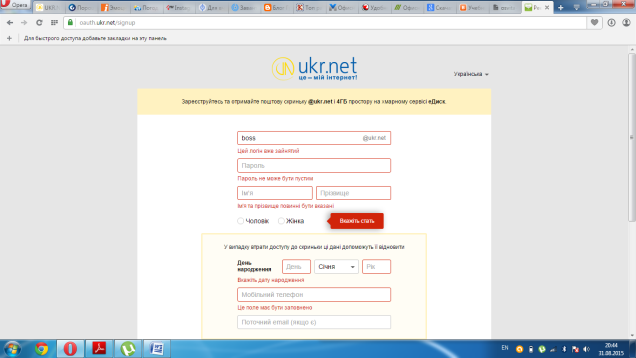 Opera
oauth.ukr.net/signup
Для быстрого доступа добавьте закладки на эту панель
ukr.net
це – мій інтернет!
Українська
Зареєструйтесь та отримайте поштову скриньку @ukr.net і 4ГБ простору на хмарному сервісі еДиск.
boss
@ukr.net
Цей логін вже зайнятий
Пароль
Пароль не може бути пустим
Ім'я
Прізвище
Ім'я та прізвище повинні бути вказані
Чоловік
Жінка
Вкажіть стать
У випадку втрати доступу до скриньки ці дані допоможуть її відновити
День
народження
День
Січня
Рік
Вкажіть дату народження
Мобільний телефон
Це поле має бути заповнено
Поточний email (якщо є)
EN
20:44
31.08.2015